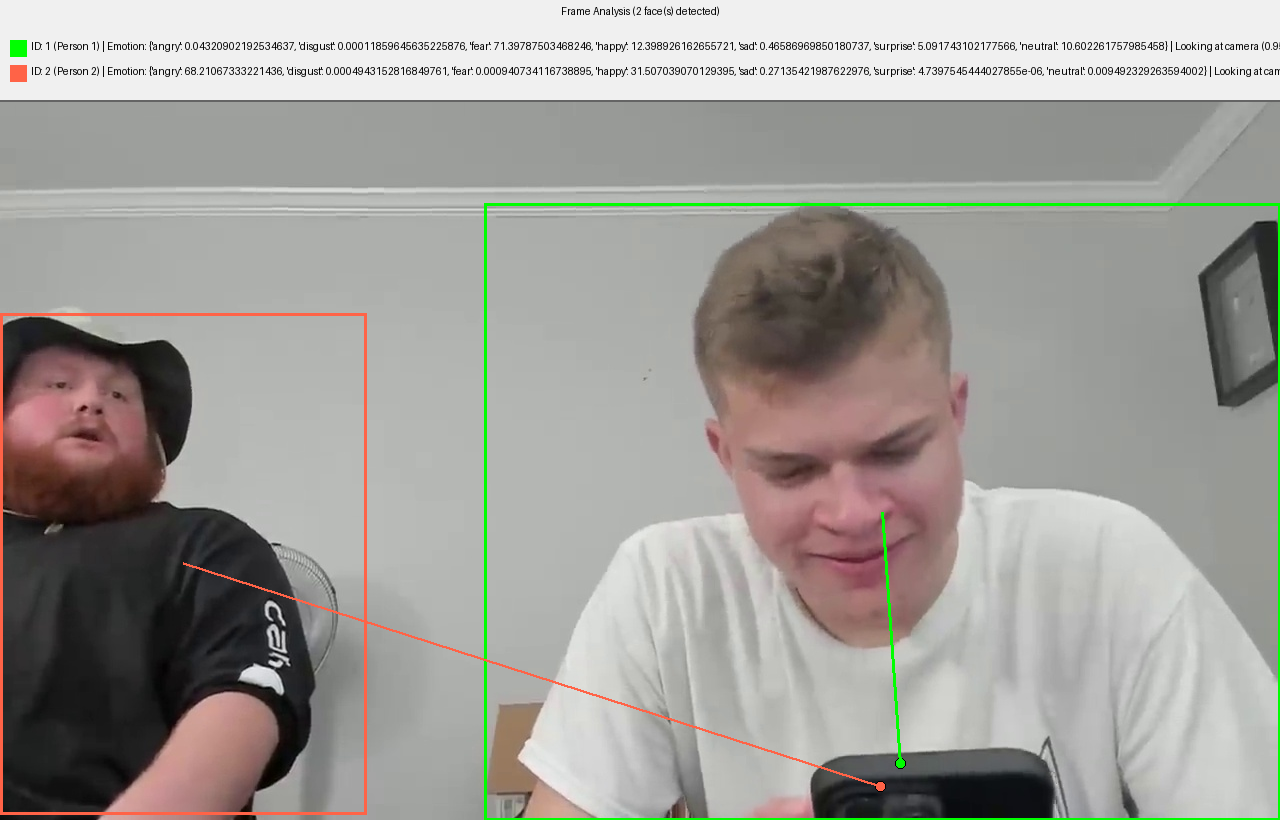 Frame Analysis (2 face(s) detected)
ID: 1 (Person 1) | Emotion: {'angry': 0.04320902192534637, 'disgust': 0.00011859645635225876, 'fear': 71.39787503468246, 'happy': 12.398926162655721, 'sad': 0.46586969850180737, 'surprise': 5.091743102177566, 'neutral': 10.602261757985458} | Looking at camera (0.9
ID: 2 (Person 2) | Emotion: {'angry': 68.21067333221436, 'disgust': 0.0004943152816849761, 'fear': 0.000940734116738895, 'happy': 31.507039070129395, 'sad': 0.27135421987622976, 'surprise': 4.7397545444027855e-06, 'neutral': 0.009492329263594002} | Looking at cam